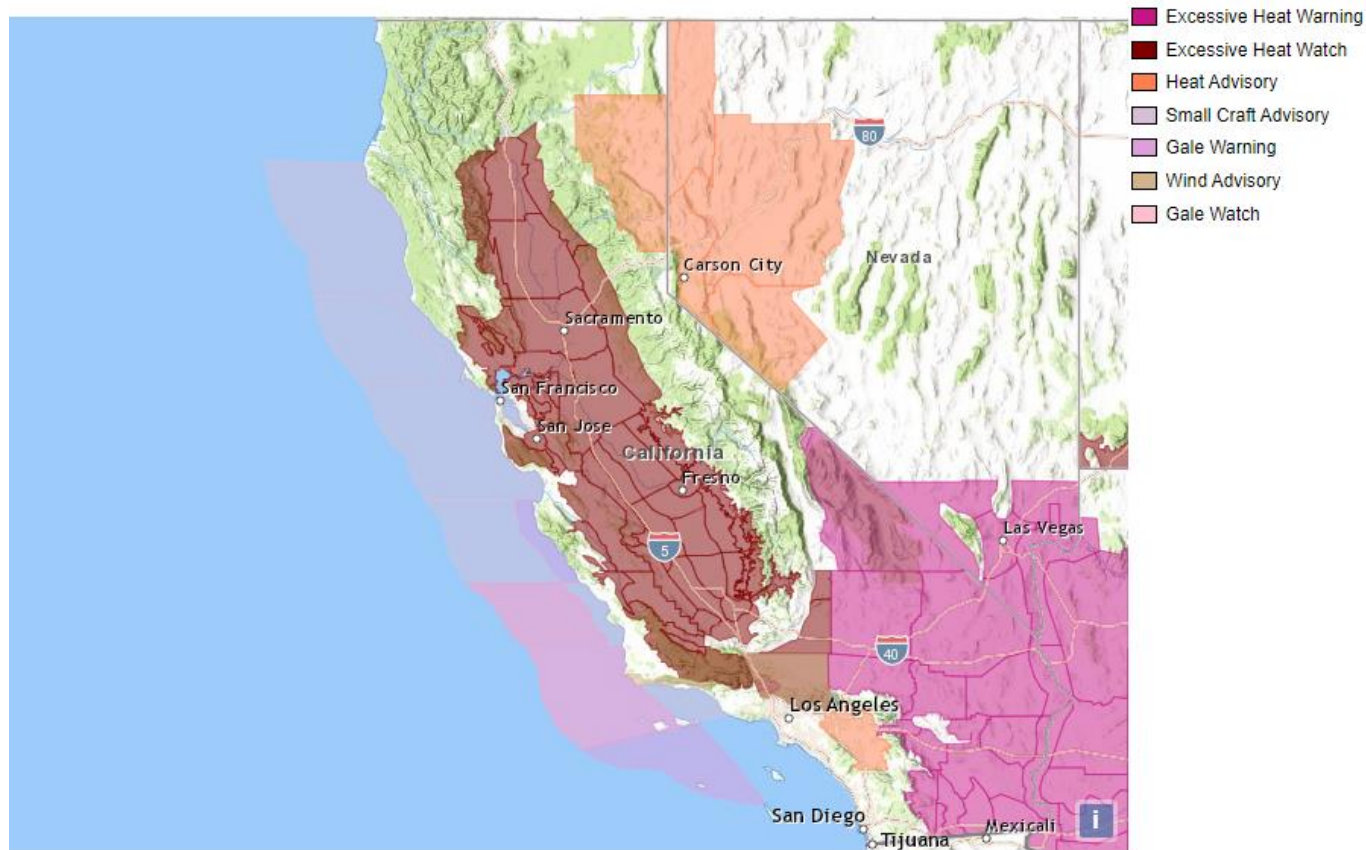 Excessive Heat Warning
Excessive Heat Watch
Heat Advisory
Small Craft Advisory
Gale Warning
Wind Advisory
Gale Watch
80
Carson City
Nevada
Sacramento
San Francisco
San Jose
California
Fresno
Las Vegas
5
40
Los Angeles
San Diego
Mexicali
Tijuana
i